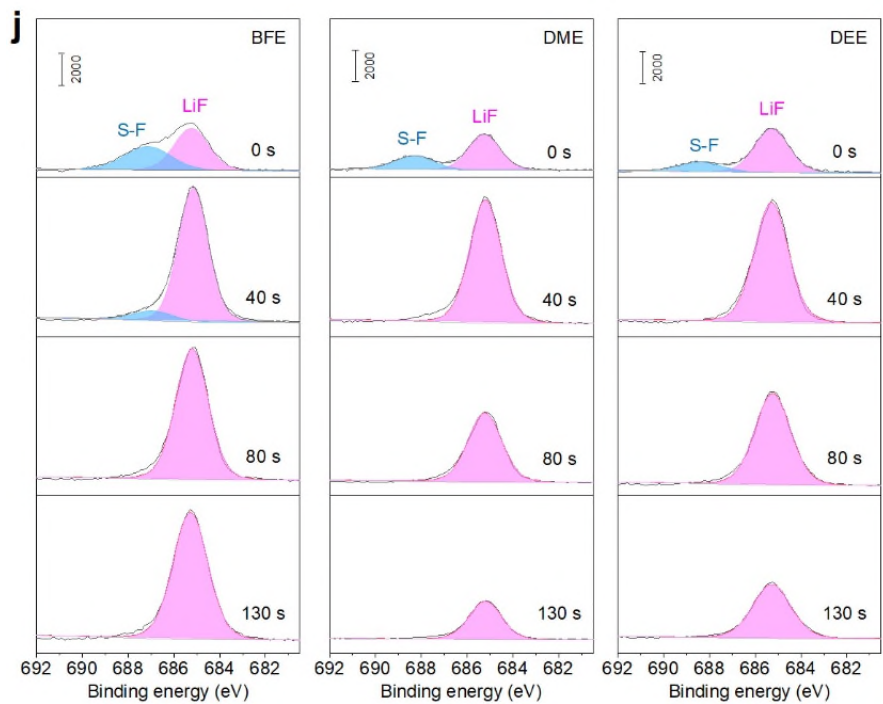 j
BFE
DME
DEE
2000
2000
2000
LiF
LiF
LiF
S-F
S-F
S-F
0 s
0 s
0 s
40 s
40 s
40 s
80 s
80 s
80 s
130 s
130 s
130 s
692 690 688 686 684 682
692 690 688 686 684 682
692 690 688 686 684 682
Binding energy (eV)
Binding energy (eV)
Binding energy (eV)